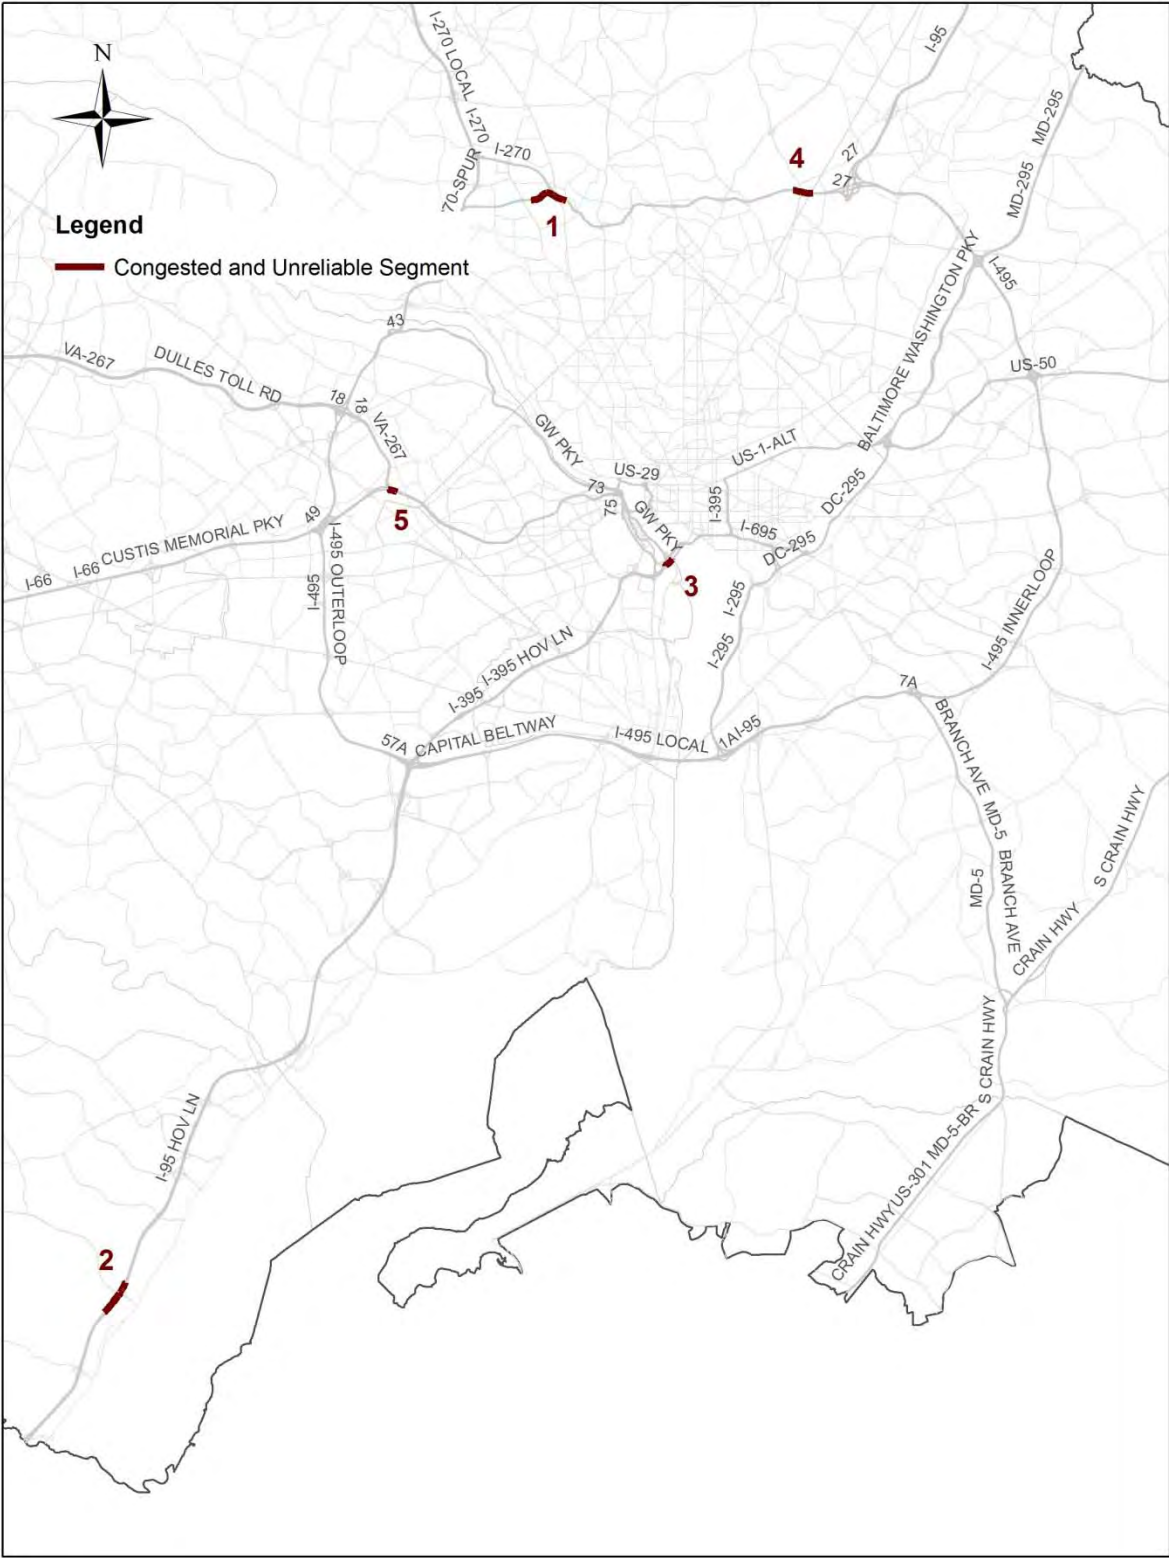 N
I-270 LOCAL
I-270
I-95
MD-295
MD-295
I-270
70-SPUR
4
27
27
1
Legend
Congested and Unreliable Segment
BALTIMORE WASHINGTON PKY
I-495
43
VA-267
DULLES TOLL RD
18
18
VA-267
US-50
GW PKY
US-1-ALT
US-29
73
75
GW PKY
I-395
I-695
DC-295
DC-295
5
49
CUSTIS MEMORIAL PKY
I-66
I-66
I-495 OUTERLOOP
I-495
3
I-295
I-295
I-495 INNERLOOP
I-395 HOV LN
I-395
7A
57A
CAPITAL BELTWAY
I-495 LOCAL
1AI-95
BRANCH AVE
MD-5
BRANCH AVE
MD-5
S CRAIN HWY
CRAIN HWY
S CRAIN HWY
I-95 HOV LN
MD-5-BR
US-301
CRAIN HWY
2